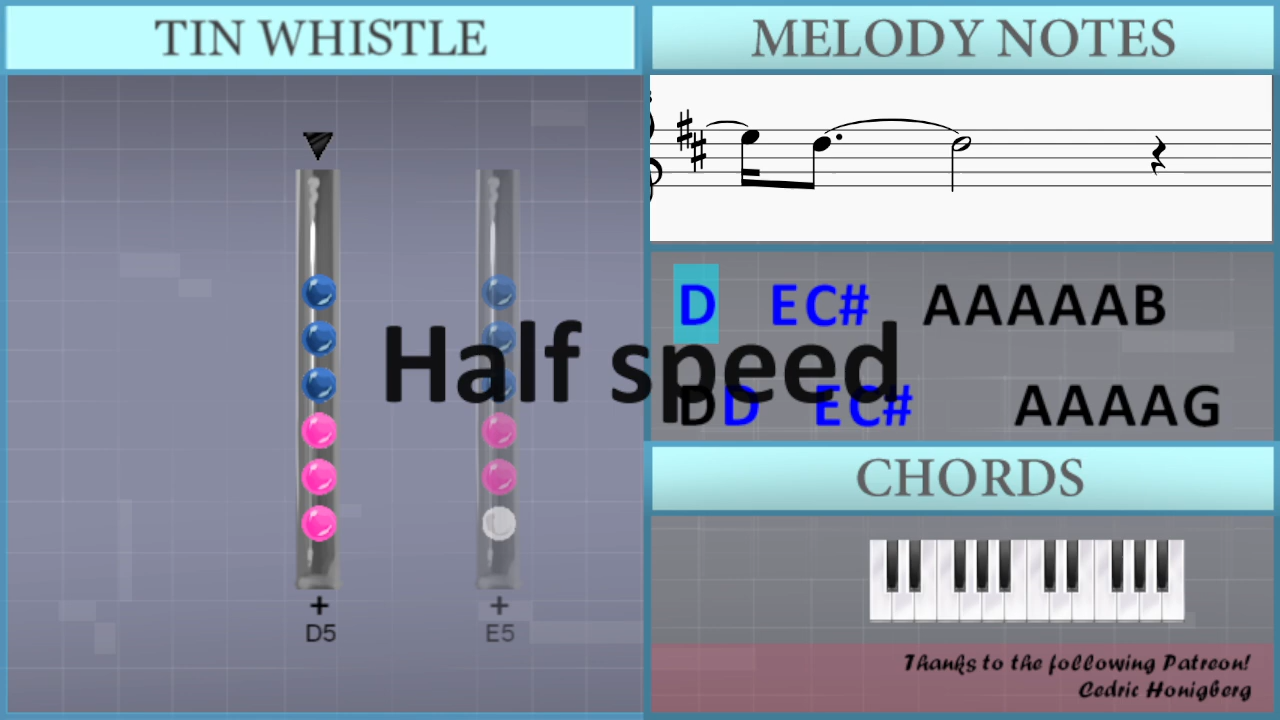 TIN WHISTLE
MELODY NOTES
D EC# AAAAAB
Half speed
DD EC# AAAAG
CHORDS
+ +
D5 E5
Thanks to the following Patreon!
Cedric Honigberg